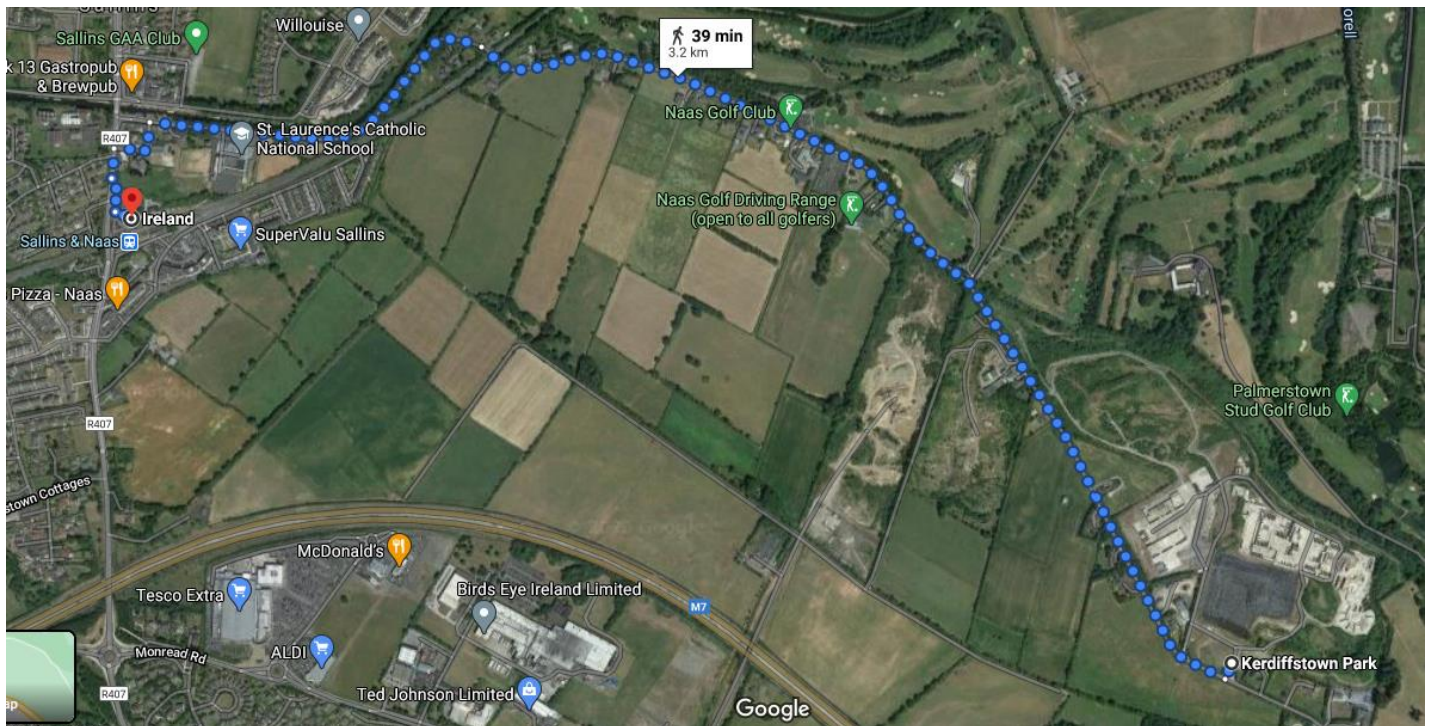 Willouise
Sallins GAA Club
k 13 Gastropub
& Brewpub
39 min
3.2 km
orell
Naas Golf Club
R407
St. Laurence's Catholic
National School
Naas Golf Driving Range
(open to all golfers)
Ireland
Sallins & Naas
SuperValu Sallins
Pizza - Naas
Palmerstown
Stud Golf Club
R407
stown Cottages
McDonald's
Tesco Extra
Birds Eye Ireland Limited
M7
Monread Rd
ALDI
Kerdiffstown Park
R407
Ted Johnson Limited
ap
Google